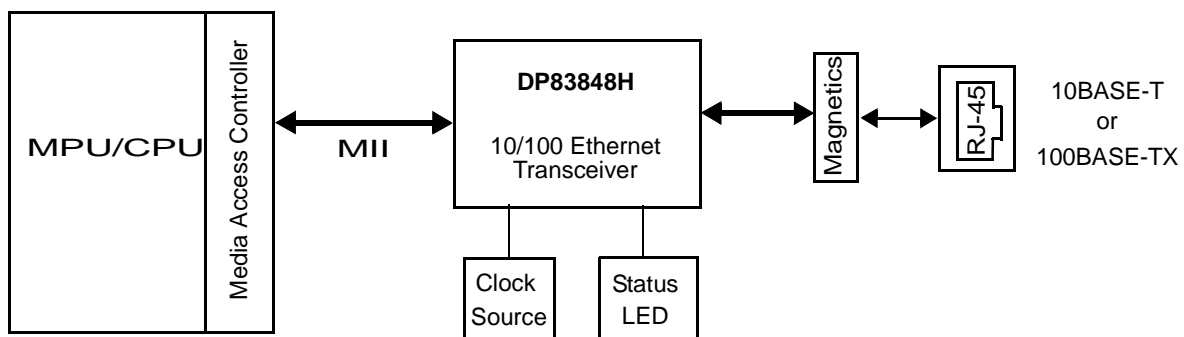 MPU/CPU
Media Access Controller
MII
DP83848H
10/100 Ethernet
Transceiver
Clock
Source
Status
LED
Magnetics
RJ-45
10BASE-T
or
100BASE-TX